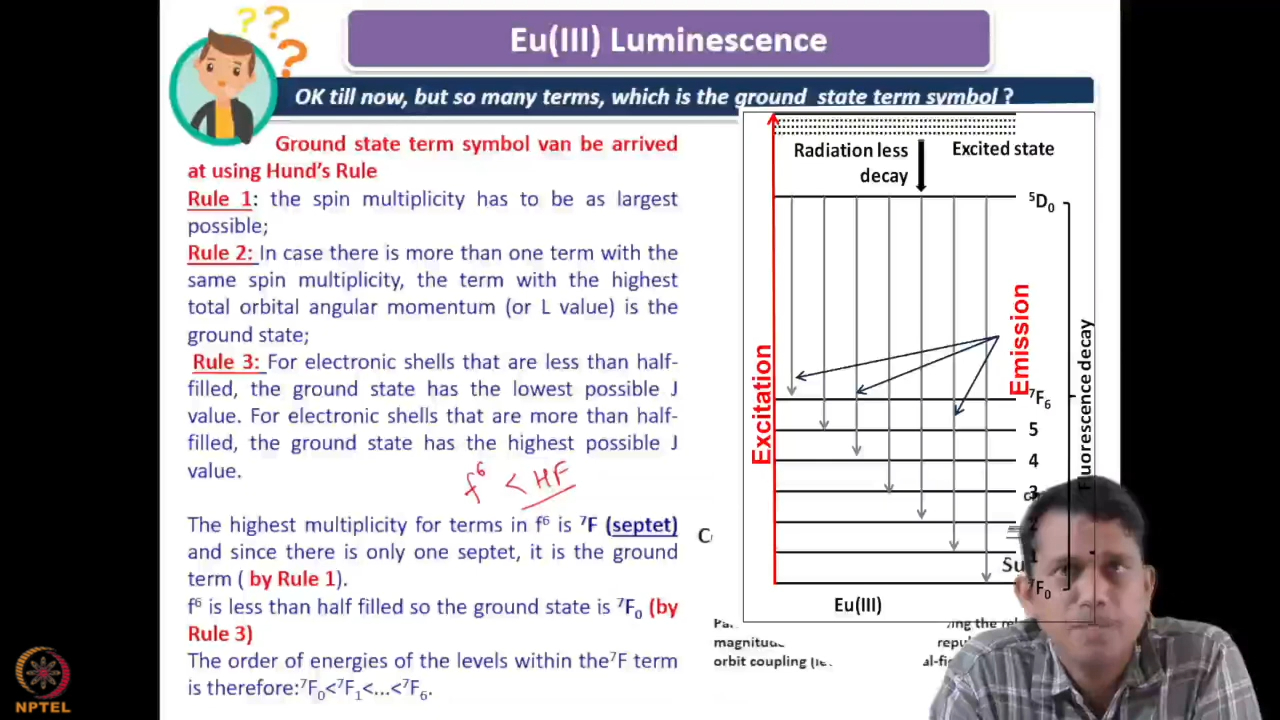 Eu(III) Luminescence
OK till now, but so many terms, which is the ground state term symbol ?
Ground state term symbol van be arrived
at using Hund's Rule
Rule 1: the spin multiplicity has to be as largest
possible;
Rule 2: In case there is more than one term with the
same spin multiplicity, the term with the highest
total orbital angular momentum (or L value) is the
ground state;
Rule 3: For electronic shells that are less than half-
filled, the ground state has the lowest possible J
value. For electronic shells that are more than half-
filled, the ground state has the highest possible J
value.
f⁶ < HF
The highest multiplicity for terms in f⁶ is ⁷F (septet)
and since there is only one septet, it is the ground
term ( by Rule 1).
f⁶ is less than half filled so the ground state is ⁷F₀ (by
Rule 3)
The order of energies of the levels within the⁷F term
is therefore:⁷F₀<⁷F₁<...<⁷F₆.
Radiation less
decay
Excited state
⁵D₀
Excitation
Emission
Fluorescence decay
⁷F₆
5
4
3
2
1
⁷F₀
Eu(III)
Su
magnitud
orbit coupling
NPTEL